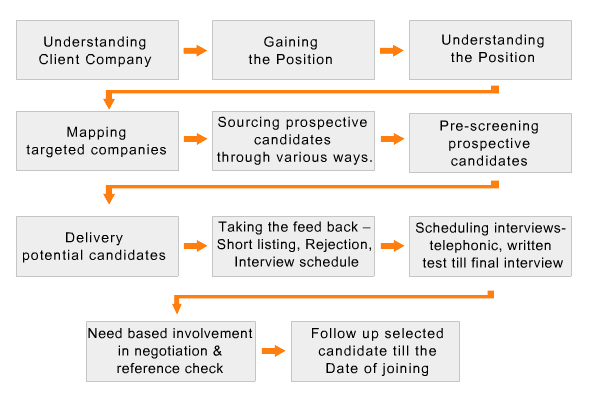 Understanding
Client Company
Gaining
the Position
Understanding
the Position
Mapping
targeted companies
Sourcing prospective
candidates
through various ways.
Pre-screening
prospective
candidates
Delivery
potential candidates
Taking the feed back –
Short listing, Rejection,
Interview schedule
Scheduling interviews-
telephonic, written
test till final interview
Need based involvement
in negotiation &
reference check
Follow up selected
candidate till the
Date of joining